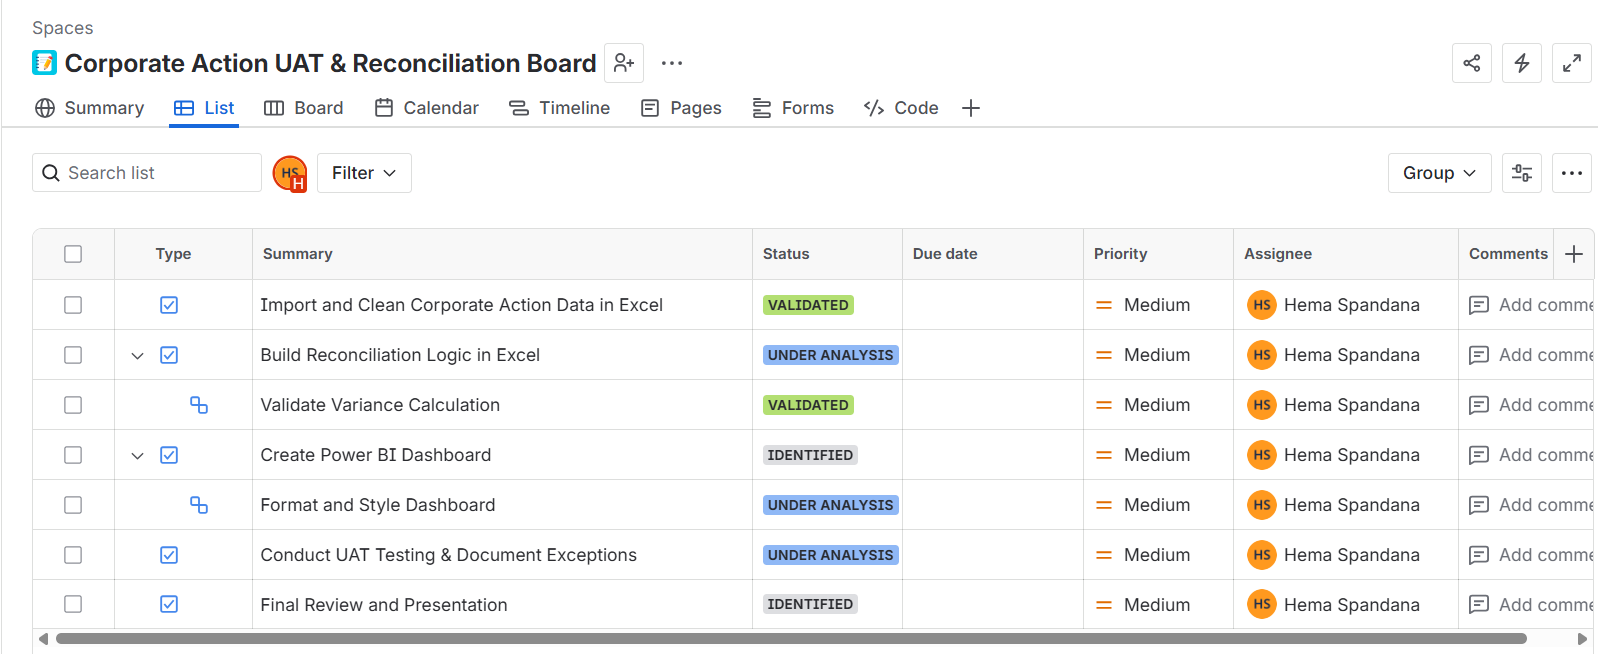 Spaces
Corporate Action UAT & Reconciliation Board
Summary List Board Calendar Timeline Pages Forms Code
Search list HS H Filter Group
Type Summary Status Due date Priority Assignee Comments
Import and Clean Corporate Action Data in Excel VALIDATED Medium HS Hema Spandana Add comme
Build Reconciliation Logic in Excel UNDER ANALYSIS Medium HS Hema Spandana Add comme
Validate Variance Calculation VALIDATED Medium HS Hema Spandana Add comme
Create Power BI Dashboard IDENTIFIED Medium HS Hema Spandana Add comme
Format and Style Dashboard UNDER ANALYSIS Medium HS Hema Spandana Add comme
Conduct UAT Testing & Document Exceptions UNDER ANALYSIS Medium HS Hema Spandana Add comme
Final Review and Presentation IDENTIFIED Medium HS Hema Spandana Add comme